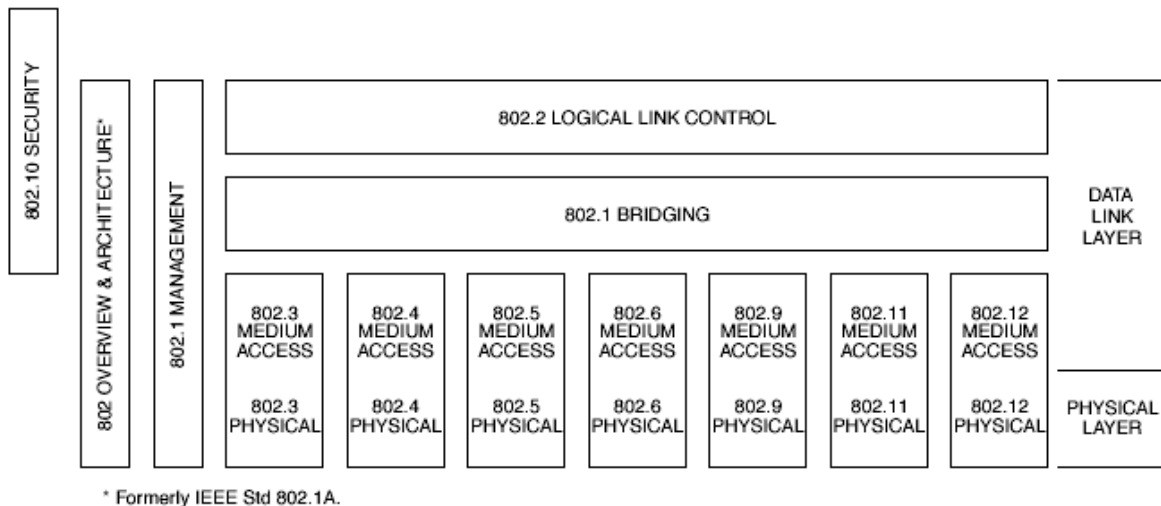 802.10 SECURITY
802 OVERVIEW & ARCHITECTURE*
802.1 MANAGEMENT
802.2 LOGICAL LINK CONTROL
802.1 BRIDGING
DATA
LINK
LAYER
802.3
MEDIUM
ACCESS
802.3
PHYSICAL
802.4
MEDIUM
ACCESS
802.4
PHYSICAL
802.5
MEDIUM
ACCESS
802.5
PHYSICAL
802.6
MEDIUM
ACCESS
802.6
PHYSICAL
802.9
MEDIUM
ACCESS
802.9
PHYSICAL
802.11
MEDIUM
ACCESS
802.11
PHYSICAL
802.12
MEDIUM
ACCESS
802.12
PHYSICAL
PHYSICAL
LAYER
* Formerly IEEE Std 802.1A.